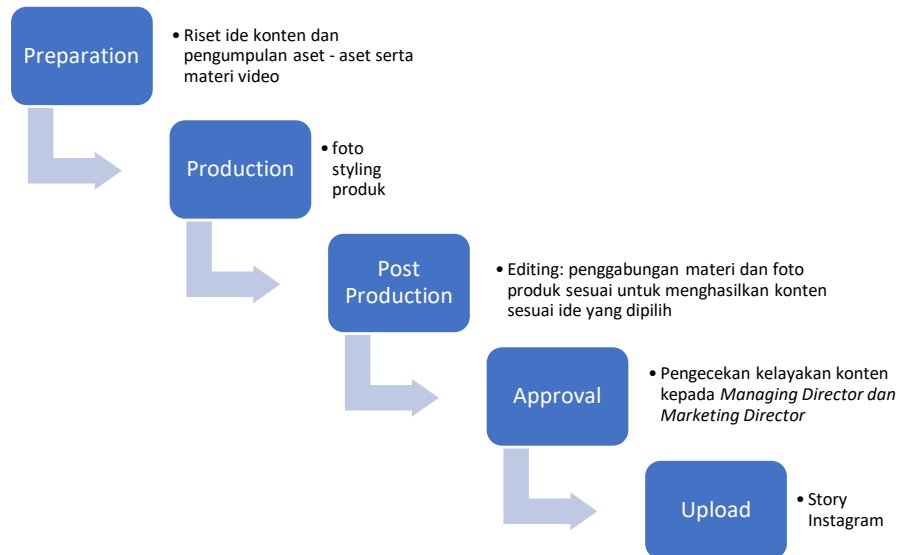 Preparation
• Riset ide konten dan
pengumpulan aset - aset serta
materi video
Production
• foto
styling
produk
Post
Production
• Editing: penggabungan materi dan foto
produk sesuai untuk menghasilkan konten
sesuai ide yang dipilih
Approval
• Pengecekan kelayakan konten
kepada Managing Director dan
Marketing Director
Upload
• Story
Instagram